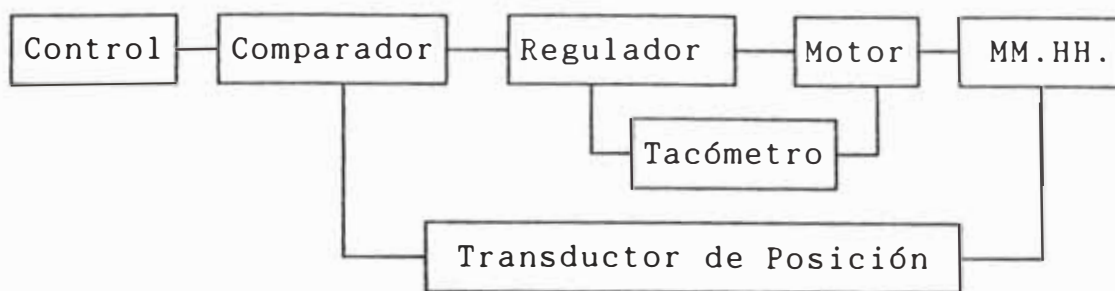 Control
Comparador
Regulador
Motor
MM.HH.
Tacómetro
Transductor de Posición